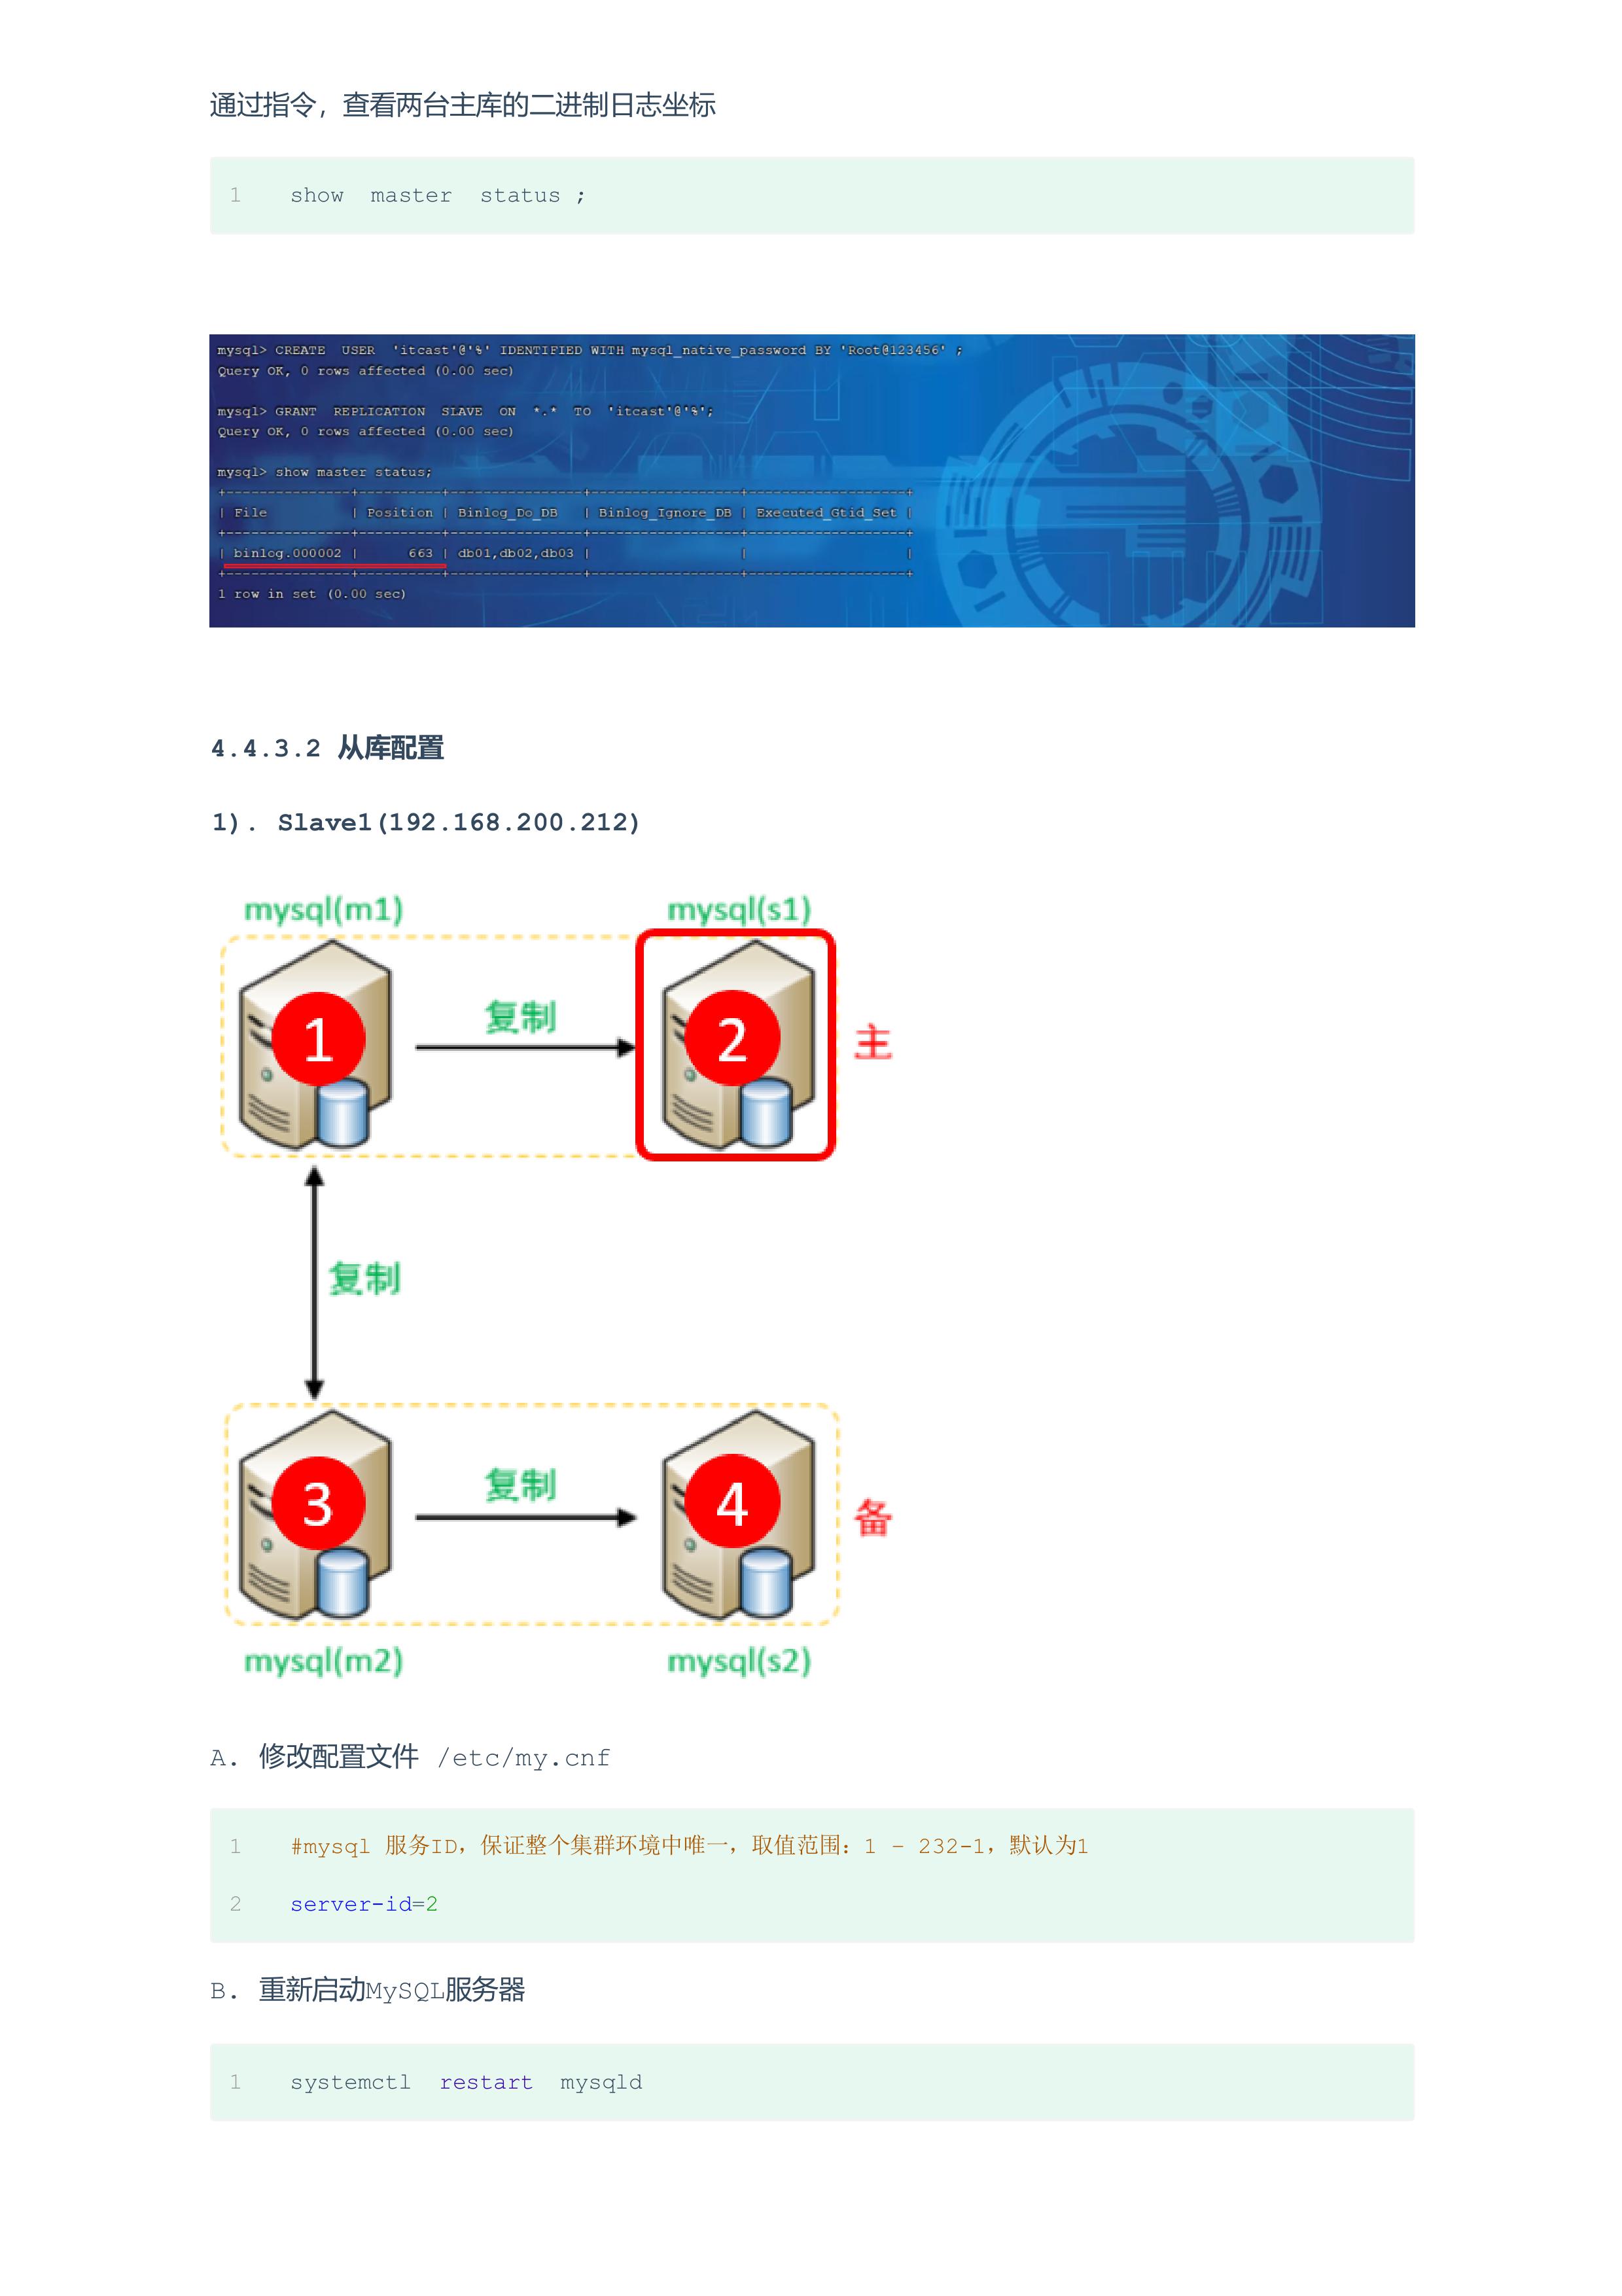 通过指令，查看两台主库的二进制日志坐标
1 show master status ;
mysql> CREATE USER 'itcast'@'%' IDENTIFIED WITH mysql_native_password BY 'Root@123456' ;
Query OK, 0 rows affected (0.00 sec)
mysql> GRANT REPLICATION SLAVE ON *.* TO 'itcast'@'%';
Query OK, 0 rows affected (0.00 sec)
mysql> show master status;
+---------------+----------+----------------+------------------+-------------------+
| File | Position | Binlog_Do_DB | Binlog_Ignore_DB | Executed_Gtid_Set |
+---------------+----------+----------------+------------------+-------------------+
| binlog.000002 | 663 | db01,db02,db03 | | |
+---------------+----------+----------------+------------------+-------------------+
1 row in set (0.00 sec)
4.4.3.2 从库配置
1). Slave1(192.168.200.212)
mysql(m1) mysql(s1)
1 复制 2 主
复制
3 复制 4 备
mysql(m2) mysql(s2)
A. 修改配置文件 /etc/my.cnf
1 #mysql 服务ID，保证整个集群环境中唯一，取值范围：1 – 232-1，默认为1
2 server-id=2
B. 重新启动MySQL服务器
1 systemctl restart mysqld